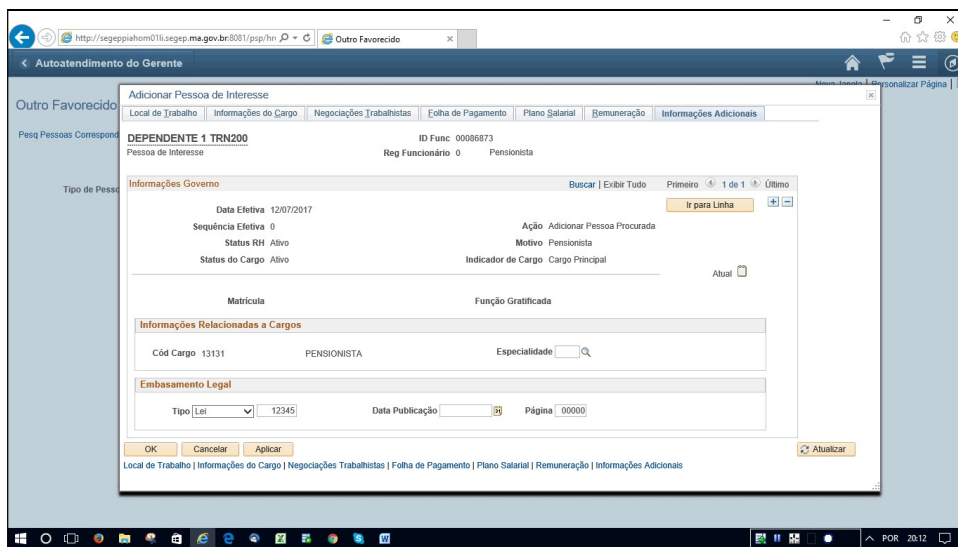 http://segeppiahom01li.segep.ma.gov.br:8081/psp/hn
Outro Favorecido
Autoatendimento do Gerente
Nova Janela | Personalizar Página |
Outro Favorecido
Pesq Pessoas Correspond
Tipo de Pesso
Adicionar Pessoa de Interesse
Local de Trabalho Informações do Cargo Negociações Trabalhistas Folha de Pagamento Plano Salarial Remuneração Informações Adicionais
DEPENDENTE 1 TRN200 ID Func 00086873
Pessoa de Interesse Reg Funcionário 0 Pensionista
Informações Governo Buscar | Exibir Tudo Primeiro 1 de 1 Último
Ir para Linha
Data Efetiva 12/07/2017
Sequência Efetiva 0 Ação Adicionar Pessoa Procurada
Status RH Ativo Motivo Pensionista
Status do Cargo Ativo Indicador de Cargo Cargo Principal
Atual
Matrícula Função Gratificada
Informações Relacionadas a Cargos
Cód Cargo 13131 PENSIONISTA Especialidade
Embasamento Legal
Tipo Lei 12345 Data Publicação Página 00000
OK Cancelar Aplicar Atualizar
Local de Trabalho | Informações do Cargo | Negociações Trabalhistas | Folha de Pagamento | Plano Salarial | Remuneração | Informações Adicionais
POR 20:12